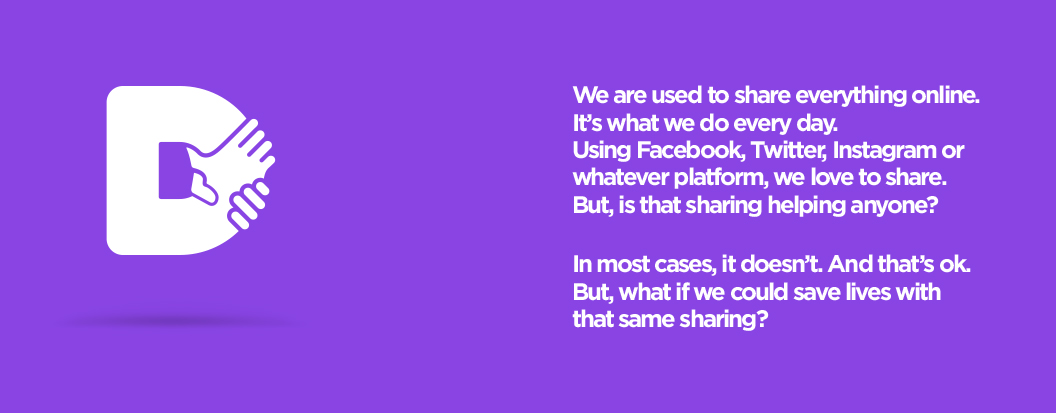 D
We are used to share everything online.
It's what we do every day.
Using Facebook, Twitter, Instagram or
whatever platform, we love to share.
But, is that sharing helping anyone?
In most cases, it doesn't. And that's ok.
But, what if we could save lives with
that same sharing?